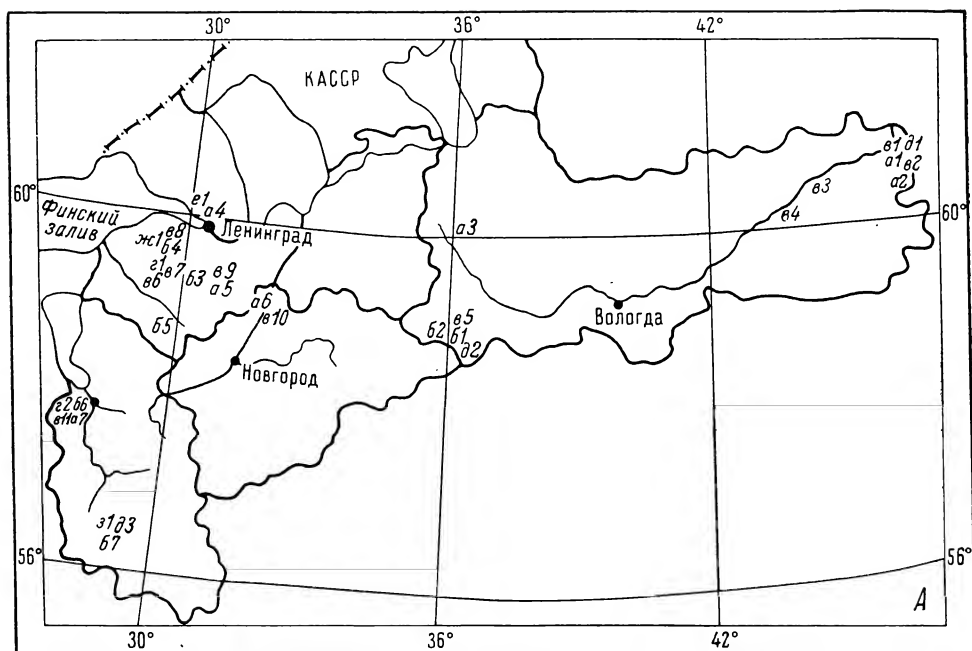 30° 36° 42°
КАССР
в1 д1
а1 в2
а2
в3
в4
60° 60°
Финский
залив
е1
а4
Ленинград
а3
в8
ж1 б4
г1 в7 б3 в9
в6 а5
а6
в10
б5
в5
б2 б1
д2
Вологда
Новгород
г2 б6
в11 а7
з1 д3
б7
56° 56°
А
30° 36° 42°